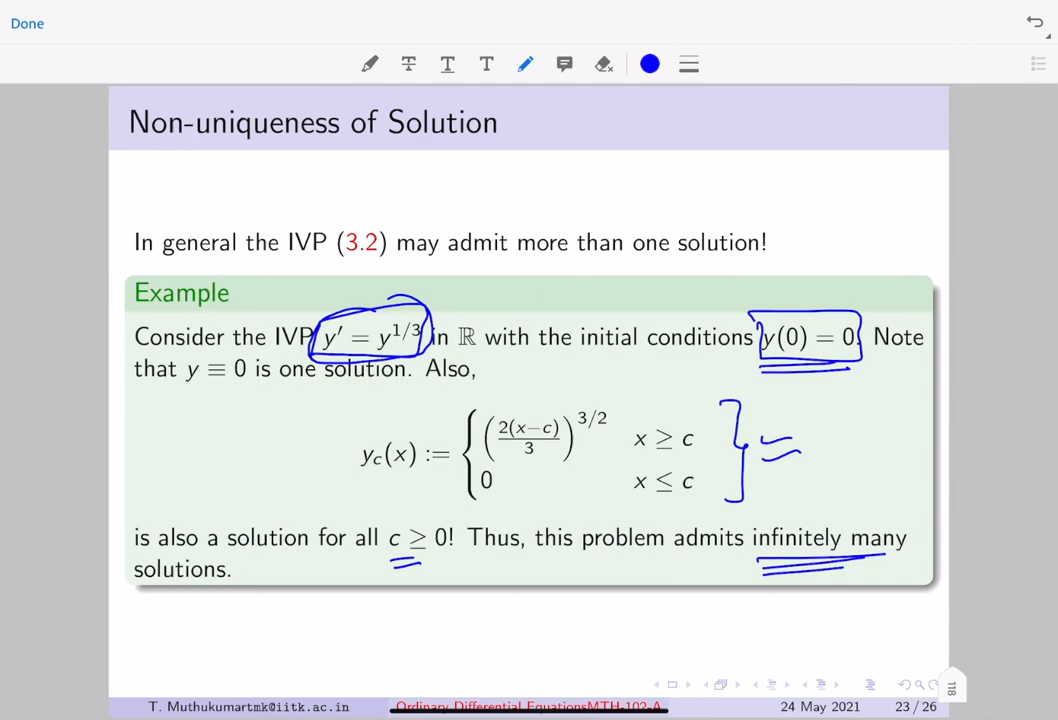 Done
Non-uniqueness of Solution
In general the IVP (3.2) may admit more than one solution!
Example
Consider the IVP y′ = y^{1/3} in ℝ with the initial conditions y(0) = 0. Note
that y ≡ 0 is one solution. Also,
y_c(x) := { (2(x−c)/3)^{3/2} x ≥ c
0 x ≤ c
is also a solution for all c ≥ 0! Thus, this problem admits infinitely many
solutions.
T. Muthukumar tmk@iitk.ac.in Ordinary Differential EquationsMTH-102-A 24 May 2021 23 / 26
118